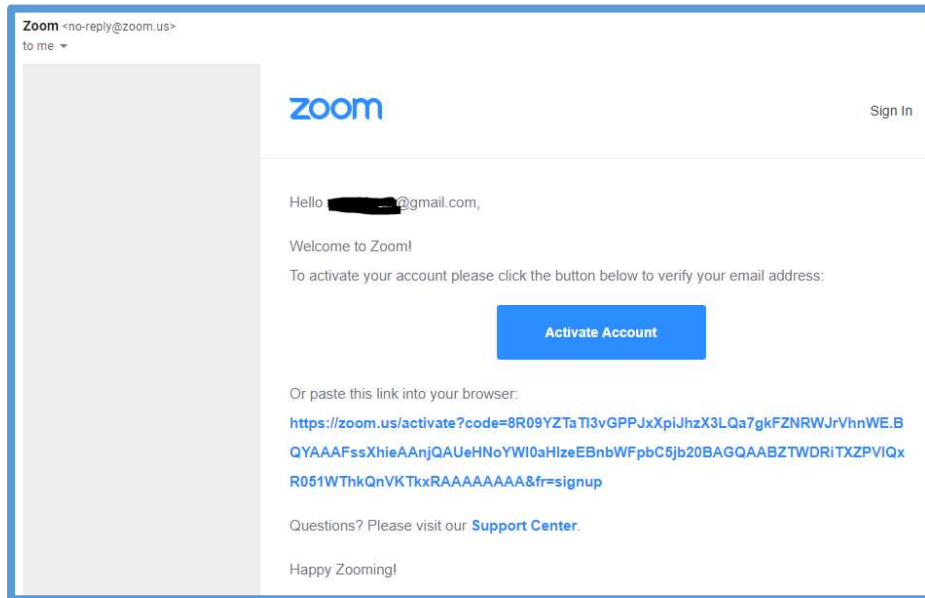 Zoom <no-reply@zoom.us>
to me
zoom
Sign In
Hello @gmail.com,
Welcome to Zoom!
To activate your account please click the button below to verify your email address:
Activate Account
Or paste this link into your browser:
https://zoom.us/activate?code=8R09YZTaTl3vGPPJxXpiJhzX3LQa7gkFZNRWJrVhnWE.B
QYAAAFssXhieAAnjQAUeHNoYWl0aHlzeEBnbWFpbC5jb20BAGQAABZTWDRiTXZPVlQx
R051WThkQnVKTkxRAAAAAAAA&fr=signup
Questions? Please visit our Support Center.
Happy Zooming!